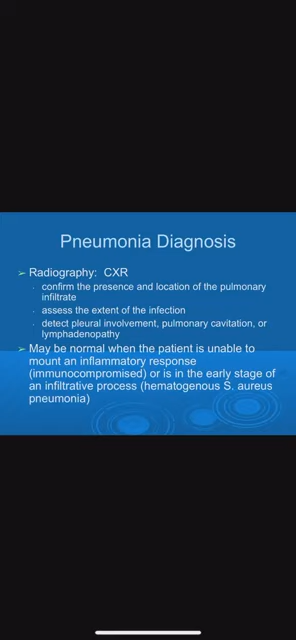 Pneumonia Diagnosis
➢ Radiography: CXR
· confirm the presence and location of the pulmonary
infiltrate
· assess the extent of the infection
· detect pleural involvement, pulmonary cavitation, or
lymphadenopathy
➢ May be normal when the patient is unable to
mount an inflammatory response
(immunocompromised) or is in the early stage of
an infiltrative process (hematogenous S. aureus
pneumonia)